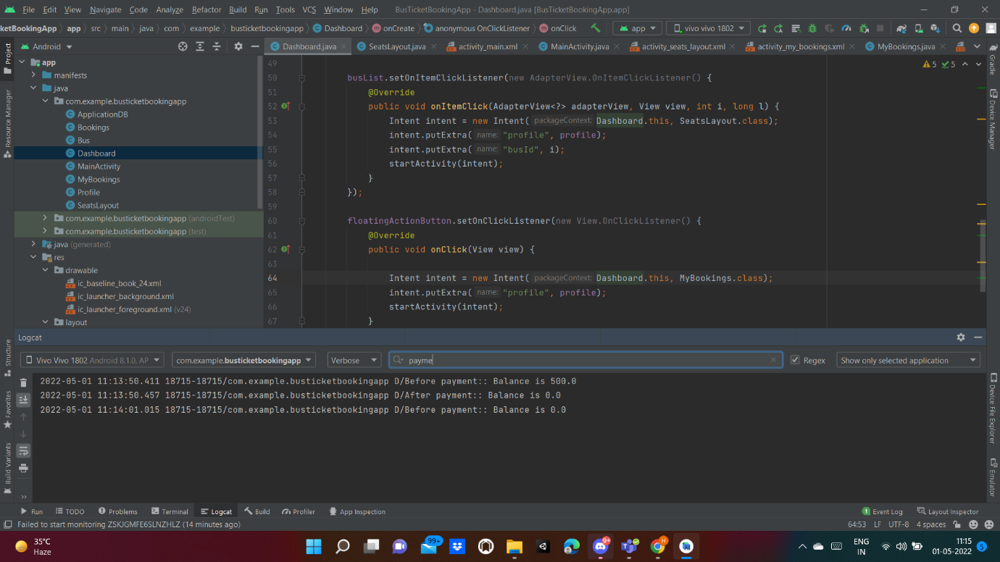 File Edit View Navigate Code Analyze Refactor Build Run Tools VCS Window Help BusTicketBookingApp - Dashboard.java [BusTicketBookingApp.app]
ketBookingApp app src main java com example busticketbookingapp Dashboard onCreate anonymous OnClickListener onClick app vivo vivo 1802
Android Dashboard.java SeatsLayout.java activity_main.xml MainActivity.java activity_seats_layout.xml activity_my_bookings.xml MyBookings.java
Project
Resource Manager
Structure
Favorites
Build Variants
app
manifests
java
com.example.busticketbookingapp
ApplicationDB
Bookings
Bus
Dashboard
MainActivity
MyBookings
Profile
SeatsLayout
com.example.busticketbookingapp (androidTest)
com.example.busticketbookingapp (test)
java (generated)
res
drawable
ic_baseline_book_24.xml
ic_launcher_background.xml
ic_launcher_foreground.xml (v24)
layout
5 5
49
50 busList.setOnItemClickListener(new AdapterView.OnItemClickListener() {
51 @Override
52 public void onItemClick(AdapterView<?> adapterView, View view, int i, long l) {
53 Intent intent = new Intent( packageContext: Dashboard.this, SeatsLayout.class);
54 intent.putExtra( name: "profile", profile);
55 intent.putExtra( name: "busId", i);
56 startActivity(intent);
57 }
58 });
59
60 floatingActionButton.setOnClickListener(new View.OnClickListener() {
61 @Override
62 public void onClick(View view) {
63
64 Intent intent = new Intent( packageContext: Dashboard.this, MyBookings.class);
65 intent.putExtra( name: "profile", profile);
66 startActivity(intent);
67 }
Gradle
Device Manager
Device File Explorer
Emulator
Logcat
Vivo Vivo 1802 Android 8.1.0, AP com.example.busticketbookingapp Verbose payme Regex Show only selected application
2022-05-01 11:13:50.411 18715-18715/com.example.busticketbookingapp D/Before payment:: Balance is 500.0
2022-05-01 11:13:50.457 18715-18715/com.example.busticketbookingapp D/After payment:: Balance is 0.0
2022-05-01 11:14:01.015 18715-18715/com.example.busticketbookingapp D/Before payment:: Balance is 0.0
Run TODO Problems Terminal Logcat Build Profiler App Inspection 1 Event Log Layout Inspector
Failed to start monitoring ZSKJGMFE6SLNZHLZ (14 minutes ago) 64:53 LF UTF-8 4 spaces
35°C
Haze
99+
9+
H
ENG
IN
11:15
01-05-2022
5